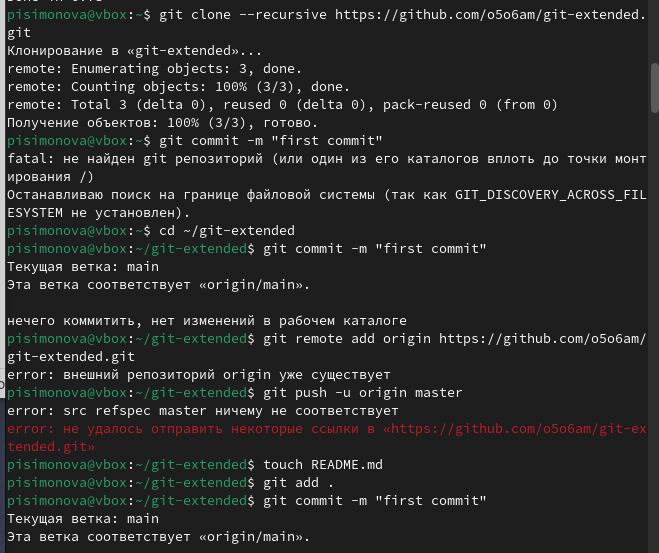 pisimonova@vbox:~$ git clone --recursive https://github.com/o5o6am/git-extended.
git
Клонирование в «git-extended»...
remote: Enumerating objects: 3, done.
remote: Counting objects: 100% (3/3), done.
remote: Total 3 (delta 0), reused 0 (delta 0), pack-reused 0 (from 0)
Получение объектов: 100% (3/3), готово.
pisimonova@vbox:~$ git commit -m "first commit"
fatal: не найден git репозиторий (или один из его каталогов вплоть до точки монт
ирования /)
Останавливаю поиск на границе файловой системы (так как GIT_DISCOVERY_ACROSS_FIL
ESYSTEM не установлен).
pisimonova@vbox:~$ cd ~/git-extended
pisimonova@vbox:~/git-extended$ git commit -m "first commit"
Текущая ветка: main
Эта ветка соответствует «origin/main».
нечего коммитить, нет изменений в рабочем каталоге
pisimonova@vbox:~/git-extended$ git remote add origin https://github.com/o5o6am/
git-extended.git
error: внешний репозиторий origin уже существует
pisimonova@vbox:~/git-extended$ git push -u origin master
error: src refspec master ничему не соответствует
error: не удалось отправить некоторые ссылки в «https://github.com/o5o6am/git-ex
tended.git»
pisimonova@vbox:~/git-extended$ touch README.md
pisimonova@vbox:~/git-extended$ git add .
pisimonova@vbox:~/git-extended$ git commit -m "first commit"
Текущая ветка: main
Эта ветка соответствует «origin/main».